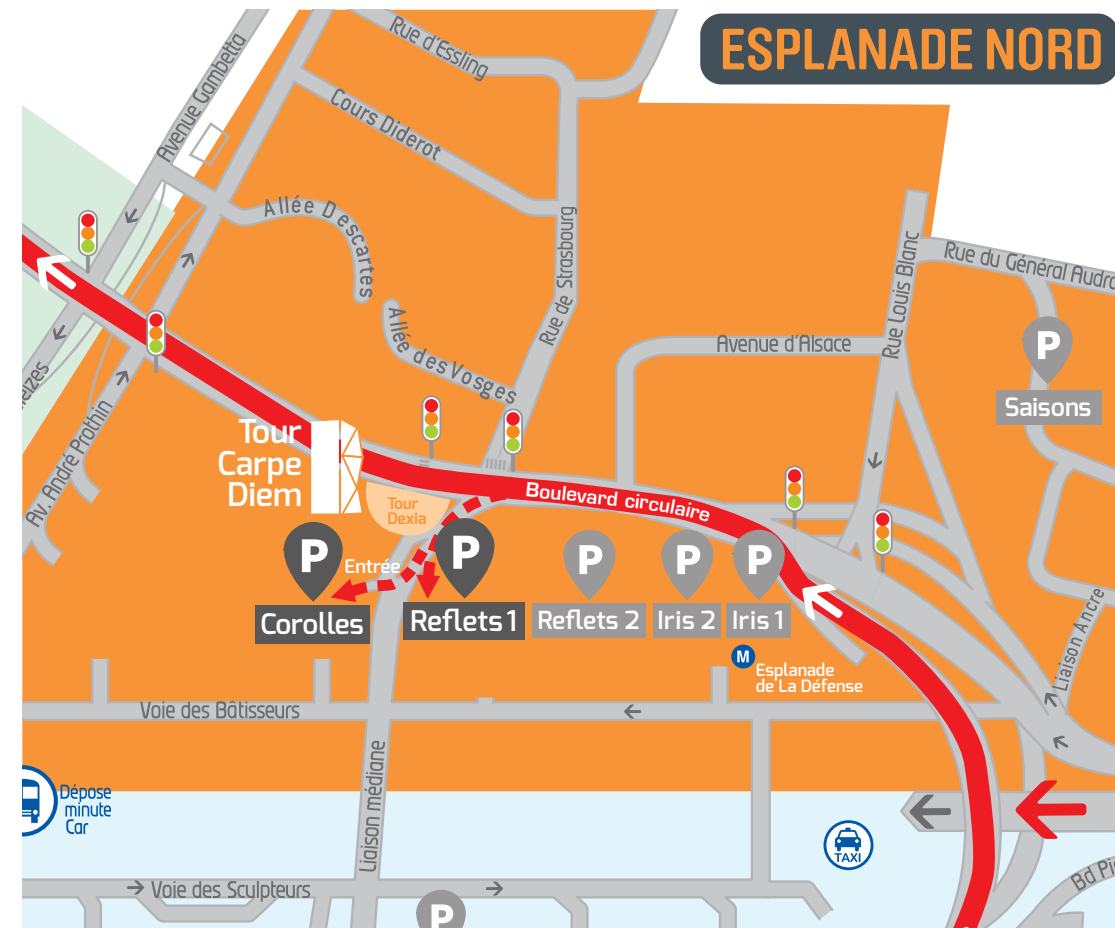 ESPLANADE NORD
Rue d'Essling
Avenue Gambetta
Cours Diderot
Allée Descartes
Rue de Strasbourg
Rue Louis Blanc
Rue du Général Audra
Allée des Vosges
Avenue d'Alsace
P
Saisons
Av. André Prothin
Tour
Carpe
Diem
Tour
Dexia
Boulevard circulaire
P
Entrée
P
P
P
P
Corolles
Reflets 1
Reflets 2
Iris 2
Iris 1
M
Esplanade
de La Défense
Liaison Ancre
Voie des Bâtisseurs
Liaison médiane
Dépose
minute
Car
TAXI
Voie des Sculpteurs
P
Bd Pi